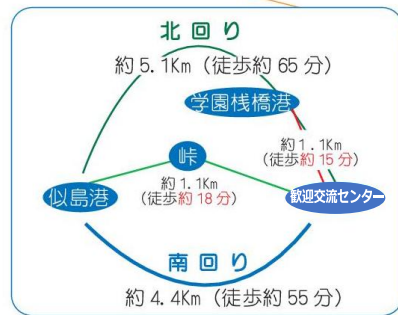 北回り
約5.1Km（徒歩約65分）
学園桟橋港
約1.1Km
（徒歩約15分）
峠
約1.1Km
（徒歩約18分）
似島港
歓迎交流センター
南回り
約4.4Km（徒歩約55分）